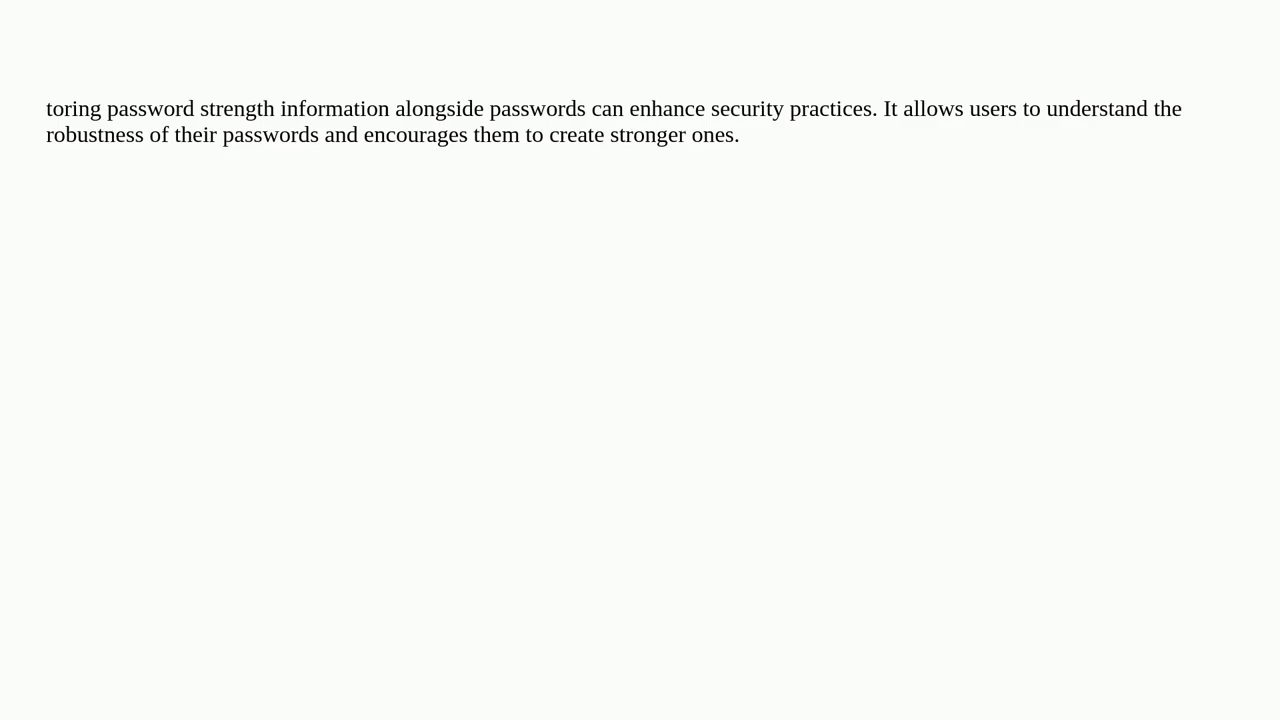 toring password strength information alongside passwords can enhance security practices. It allows users to understand the
robustness of their passwords and encourages them to create stronger ones.